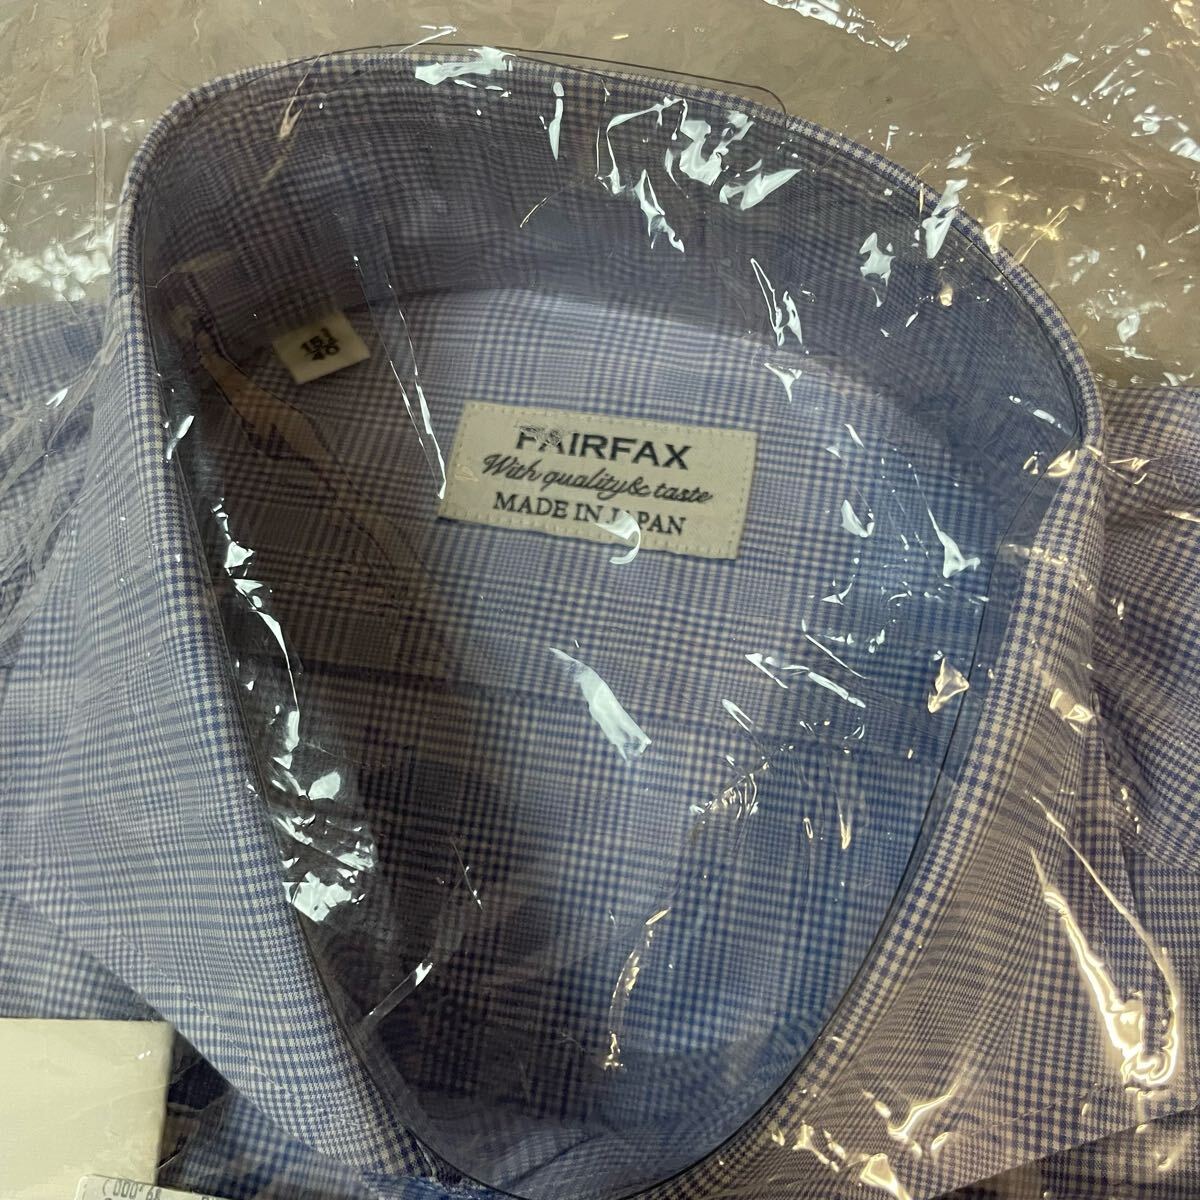 15½
40
FAIRFAX
With quality& taste
MADE IN JAPAN